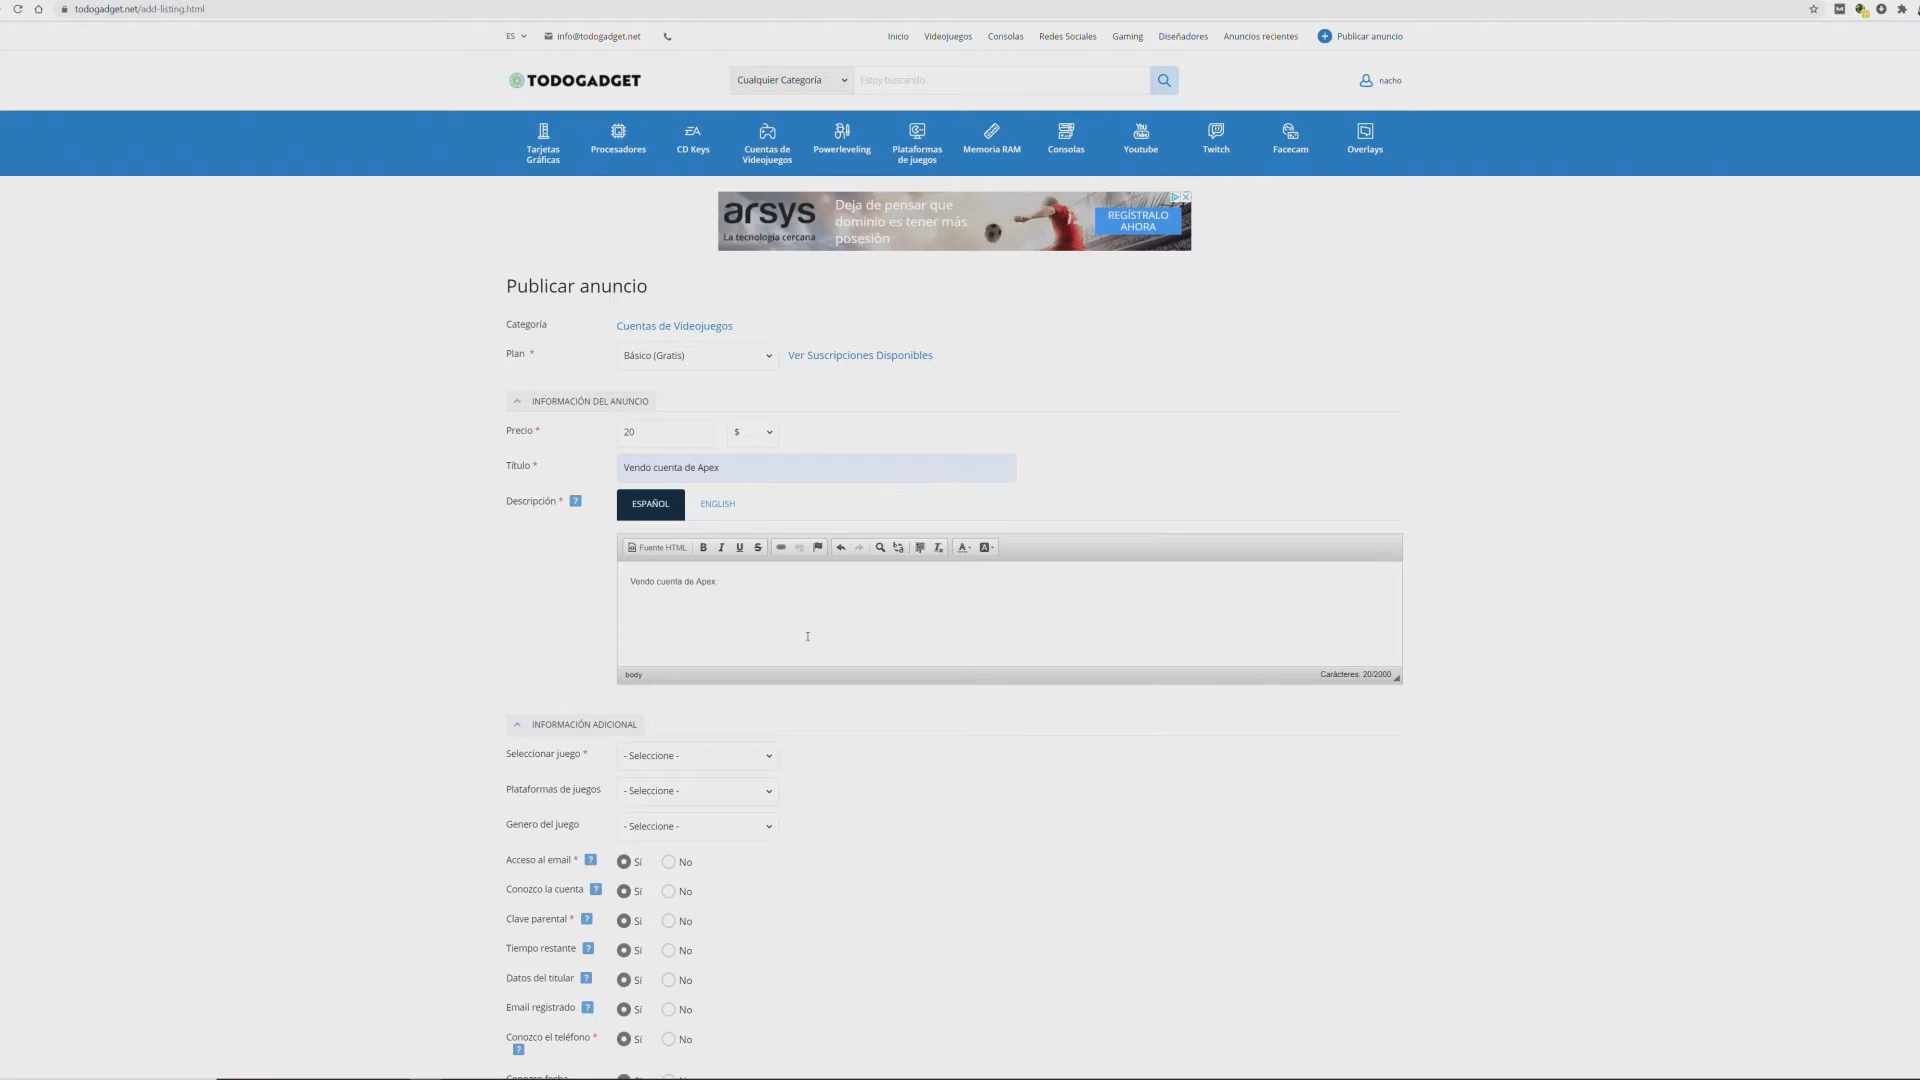 todogadget.net/add-listing.html
ES
info@todogadget.net
Inicio Videojuegos Consolas Redes Sociales Gaming Diseñadores Anuncios recientes Publicar anuncio
TODOGADGET
Cualquier Categoría
Estoy buscando...
nacho
Tarjetas Gráficas
Procesadores
CD Keys
Cuentas de Videojuegos
Powerleveling
Plataformas de juegos
Memoria RAM
Consolas
Youtube
Twitch
Facecam
Overlays
arsys
La tecnología cercana
Deja de pensar que
dominio es tener más
posesión
REGÍSTRALO
AHORA
Publicar anuncio
Categoría Cuentas de Videojuegos
Plan * Básico (Gratis) Ver Suscripciones Disponibles
INFORMACIÓN DEL ANUNCIO
Precio * 20 $
Título * Vendo cuenta de Apex
Descripción * ? ESPAÑOL ENGLISH
Fuente HTML B I U S
Vendo cuenta de Apex
body Carácteres: 20/2000
INFORMACIÓN ADICIONAL
Seleccionar juego * - Seleccione -
Plataformas de juegos - Seleccione -
Genero del juego - Seleccione -
Acceso al email * ? Sí No
Conozco la cuenta ? Sí No
Clave parental * ? Sí No
Tiempo restante ? Sí No
Datos del titular ? Sí No
Email registrado ? Sí No
Conozco el teléfono * ? Sí No